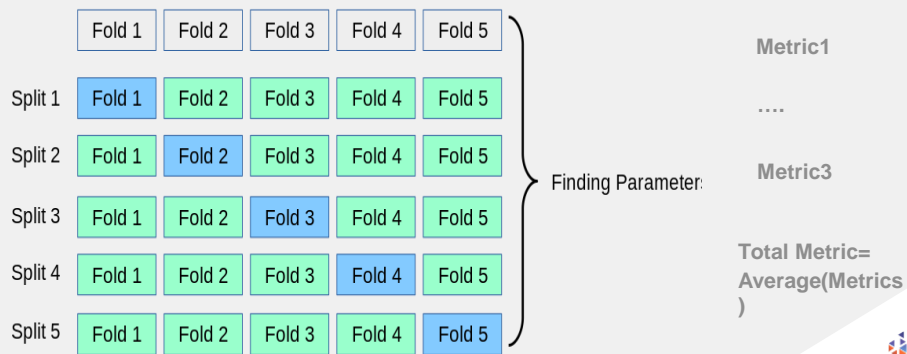 Fold 1 Fold 2 Fold 3 Fold 4 Fold 5
Split 1 Fold 1 Fold 2 Fold 3 Fold 4 Fold 5
Split 2 Fold 1 Fold 2 Fold 3 Fold 4 Fold 5
Split 3 Fold 1 Fold 2 Fold 3 Fold 4 Fold 5
Split 4 Fold 1 Fold 2 Fold 3 Fold 4 Fold 5
Split 5 Fold 1 Fold 2 Fold 3 Fold 4 Fold 5
Finding Parameter
Metric1
....
Metric3
Total Metric=
Average(Metrics
)